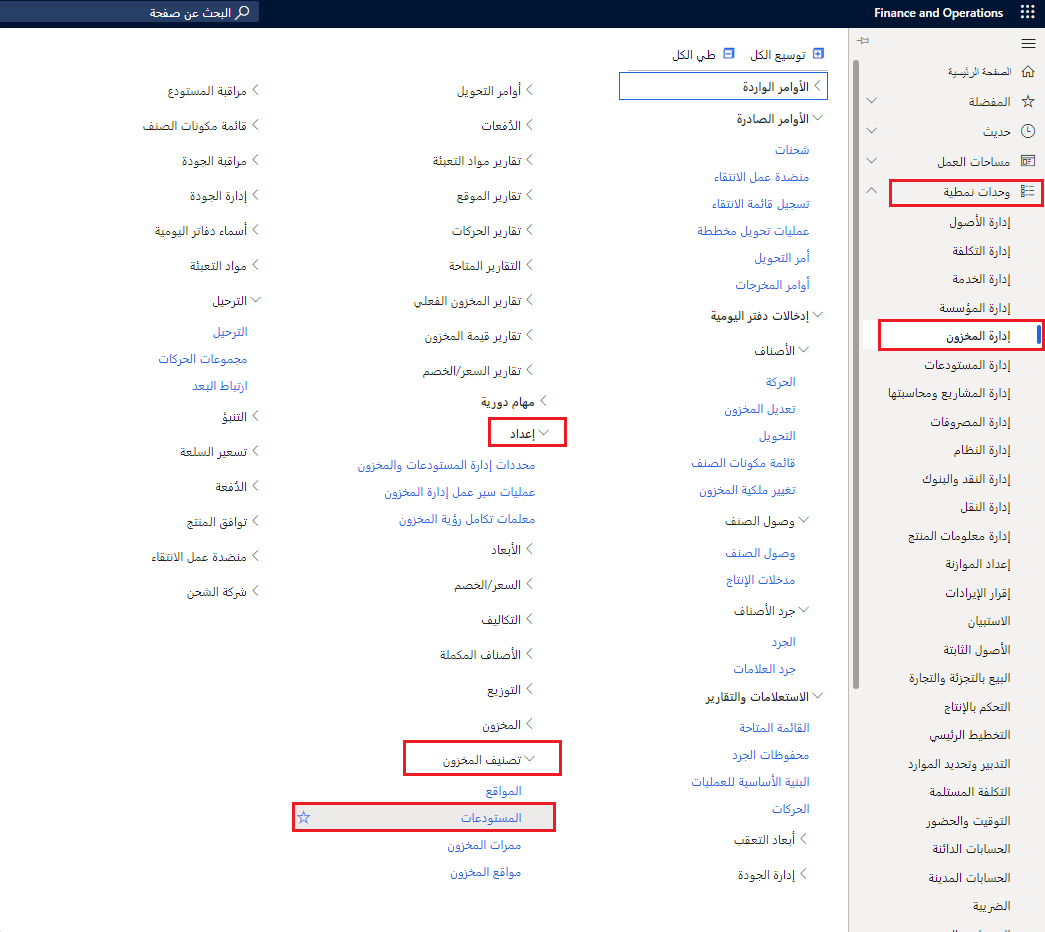 Finance and Operations
البحث عن صفحة
الصفحة الرئيسية
المفضلة
حديث
مساحات العمل
وحدات نمطية
إدارة الأصول
إدارة التكلفة
إدارة الخدمة
إدارة المؤسسة
إدارة المخزون
إدارة المستودعات
إدارة المشاريع ومحاسبتها
إدارة المصروفات
إدارة النظام
إدارة النقد والبنوك
إدارة النقل
إدارة معلومات المنتج
إعداد الموازنة
إقرار الإيرادات
الاستبيان
الأصول الثابتة
البيع بالتجزئة والتجارة
التحكم بالإنتاج
التخطيط الرئيسي
التدبير وتحديد الموارد
التكلفة المستلمة
التوقيت والحضور
الحسابات الدائنة
الحسابات المدينة
الضريبة
توسيع الكل
طي الكل
الأوامر الواردة
الأوامر الصادرة
شحنات
منضدة عمل الانتقاء
تسجيل قائمة الانتقاء
عمليات تحويل مخططة
أمر التحويل
أوامر المخرجات
إدخالات دفتر اليومية
الأصناف
الحركة
تعديل المخزون
التحويل
قائمة مكونات الصنف
تغيير ملكية المخزون
وصول الصنف
وصول الصنف
مدخلات الإنتاج
جرد الأصناف
الجرد
جرد العلامات
الاستعلامات والتقارير
القائمة المتاحة
محفوظات الجرد
البنية الأساسية للعمليات
الحركات
أبعاد التعقب
إدارة الجودة
أوامر التحويل
الدُفعات
تقارير مواد التعبئة
تقارير الموقع
تقارير الحركات
التقارير المتاحة
تقارير المخزون الفعلي
تقارير قيمة المخزون
تقارير السعر/الخصم
مهام دورية
إعداد
محددات إدارة المستودعات والمخزون
عمليات سير عمل إدارة المخزون
معلمات تكامل رؤية المخزون
الأبعاد
السعر/الخصم
التكاليف
الأصناف المكملة
التوزيع
المخزون
تصنيف المخزون
المواقع
المستودعات
ممرات المخزون
مواقع المخزون
مراقبة المستودع
قائمة مكونات الصنف
مراقبة الجودة
إدارة الجودة
أسماء دفاتر اليومية
مواد التعبئة
الترحيل
الترحيل
مجموعات الحركات
ارتباط البعد
التنبؤ
تسعير السلعة
الدُفعة
توافق المنتج
منضدة عمل الانتقاء
شركة الشحن